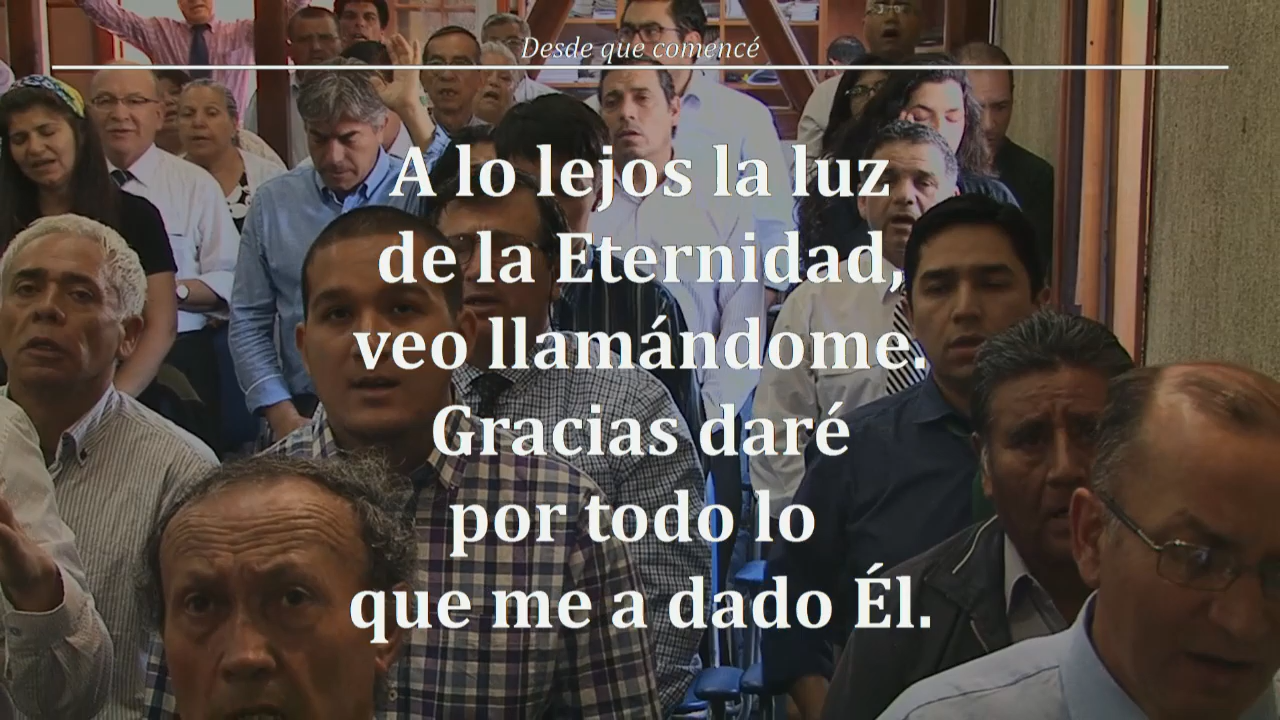 Desde que comencé
A lo lejos la luz
de la Eternidad,
veo llamándome.
Gracias daré
por todo lo
que me a dado Él.